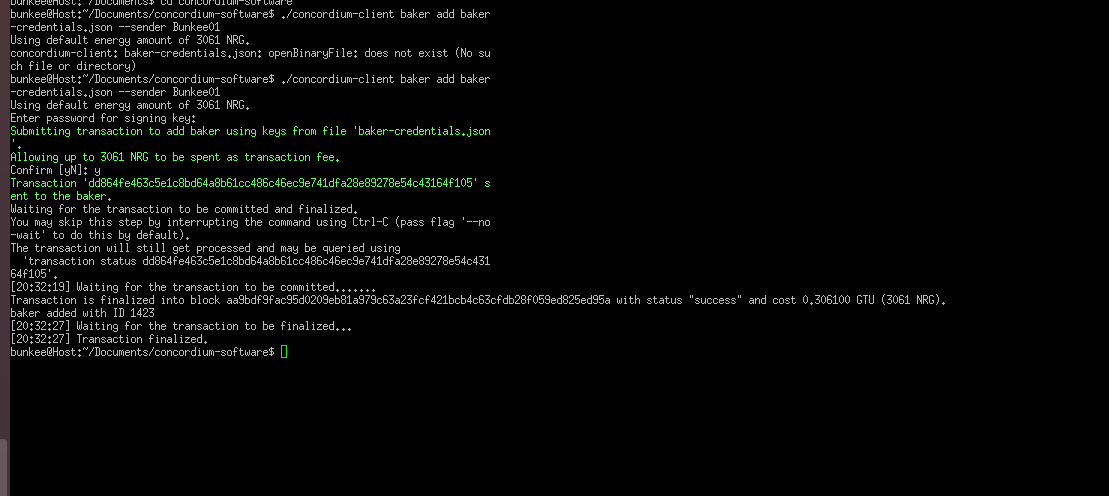 bunkee@Host:~/Documents$ cd concordium-software
bunkee@Host:~/Documents/concordium-software$ ./concordium-client baker add baker
-credentials.json --sender Bunkee01
Using default energy amount of 3061 NRG.
concordium-client: baker-credentials.json: openBinaryFile: does not exist (No su
ch file or directory)
bunkee@Host:~/Documents/concordium-software$ ./concordium-client baker add baker
-credentials.json --sender Bunkee01
Using default energy amount of 3061 NRG.
Enter password for signing key:
Submitting transaction to add baker using keys from file 'baker-credentials.json
'.
Allowing up to 3061 NRG to be spent as transaction fee.
Confirm [yN]: y
Transaction 'dd864fe463c5e1c8bd64a8b61cc486c46ec9e741dfa28e89278e54c43164f105' s
ent to the baker.
Waiting for the transaction to be committed and finalized.
You may skip this step by interrupting the command using Ctrl-C (pass flag '--no
-wait' to do this by default).
The transaction will still get processed and may be queried using
  'transaction status dd864fe463c5e1c8bd64a8b61cc486c46ec9e741dfa28e89278e54c431
64f105'.
[20:32:19] Waiting for the transaction to be committed.......
Transaction is finalized into block aa9bdf9fac95d0209eb81a979c63a23fcf421bcb4c63cfdb28f059ed825ed95a with status "success" and cost 0.306100 GTU (3061 NRG).
baker added with ID 1423
[20:32:27] Waiting for the transaction to be finalized...
[20:32:27] Transaction finalized.
bunkee@Host:~/Documents/concordium-software$